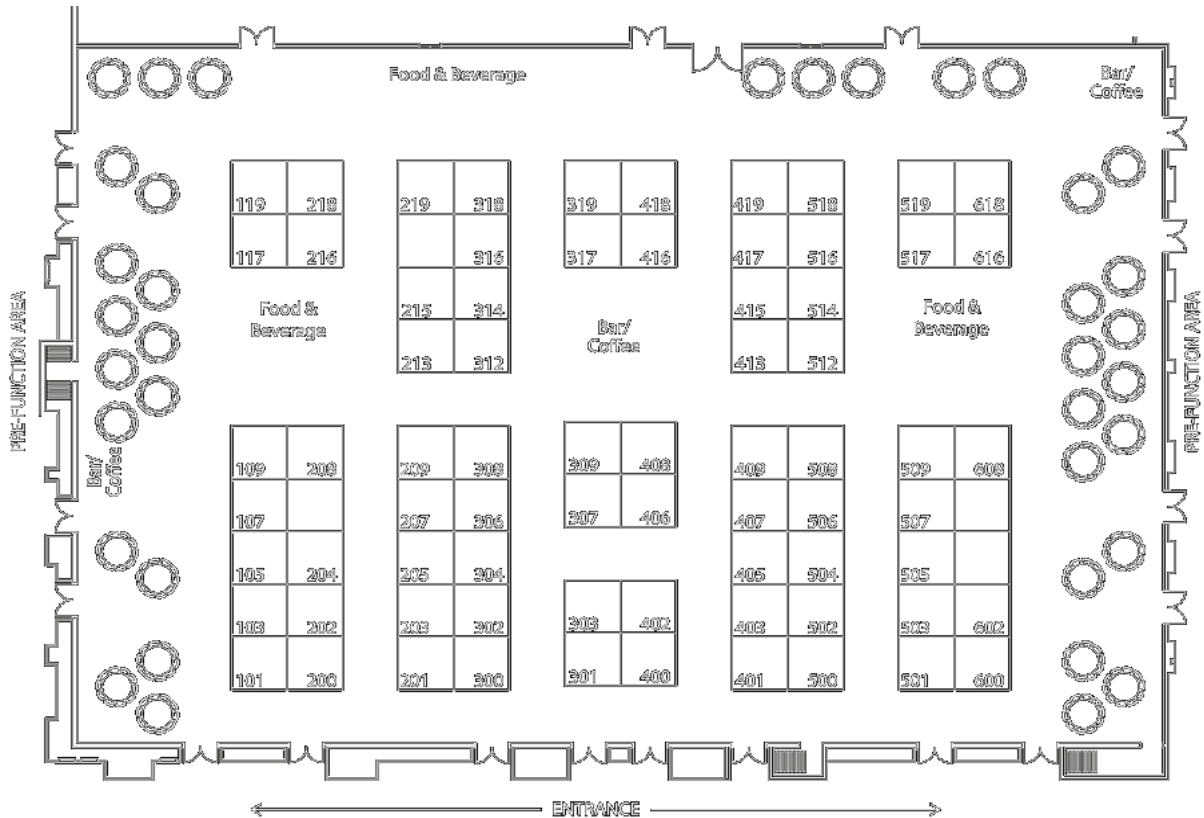 Food & Beverage
Bar/
Coffee
119 218 219 318 319 418 419 518 519 618
117 216 316 317 416 417 516 517 616
215 314 415 514
Food &
Beverage
Bar/
Coffee
Food &
Beverage
213 312 413 512
PRE-FUNCTION AREA
PRE-FUNCTION AREA
Bar/
Coffee
109 208 209 308 309 408 409 508 509 608
107 207 306 307 406 407 506 507
105 204 205 304 405 504 505
103 202 203 302 303 402 403 502 503 602
101 200 201 300 301 400 401 500 501 600
ENTRANCE